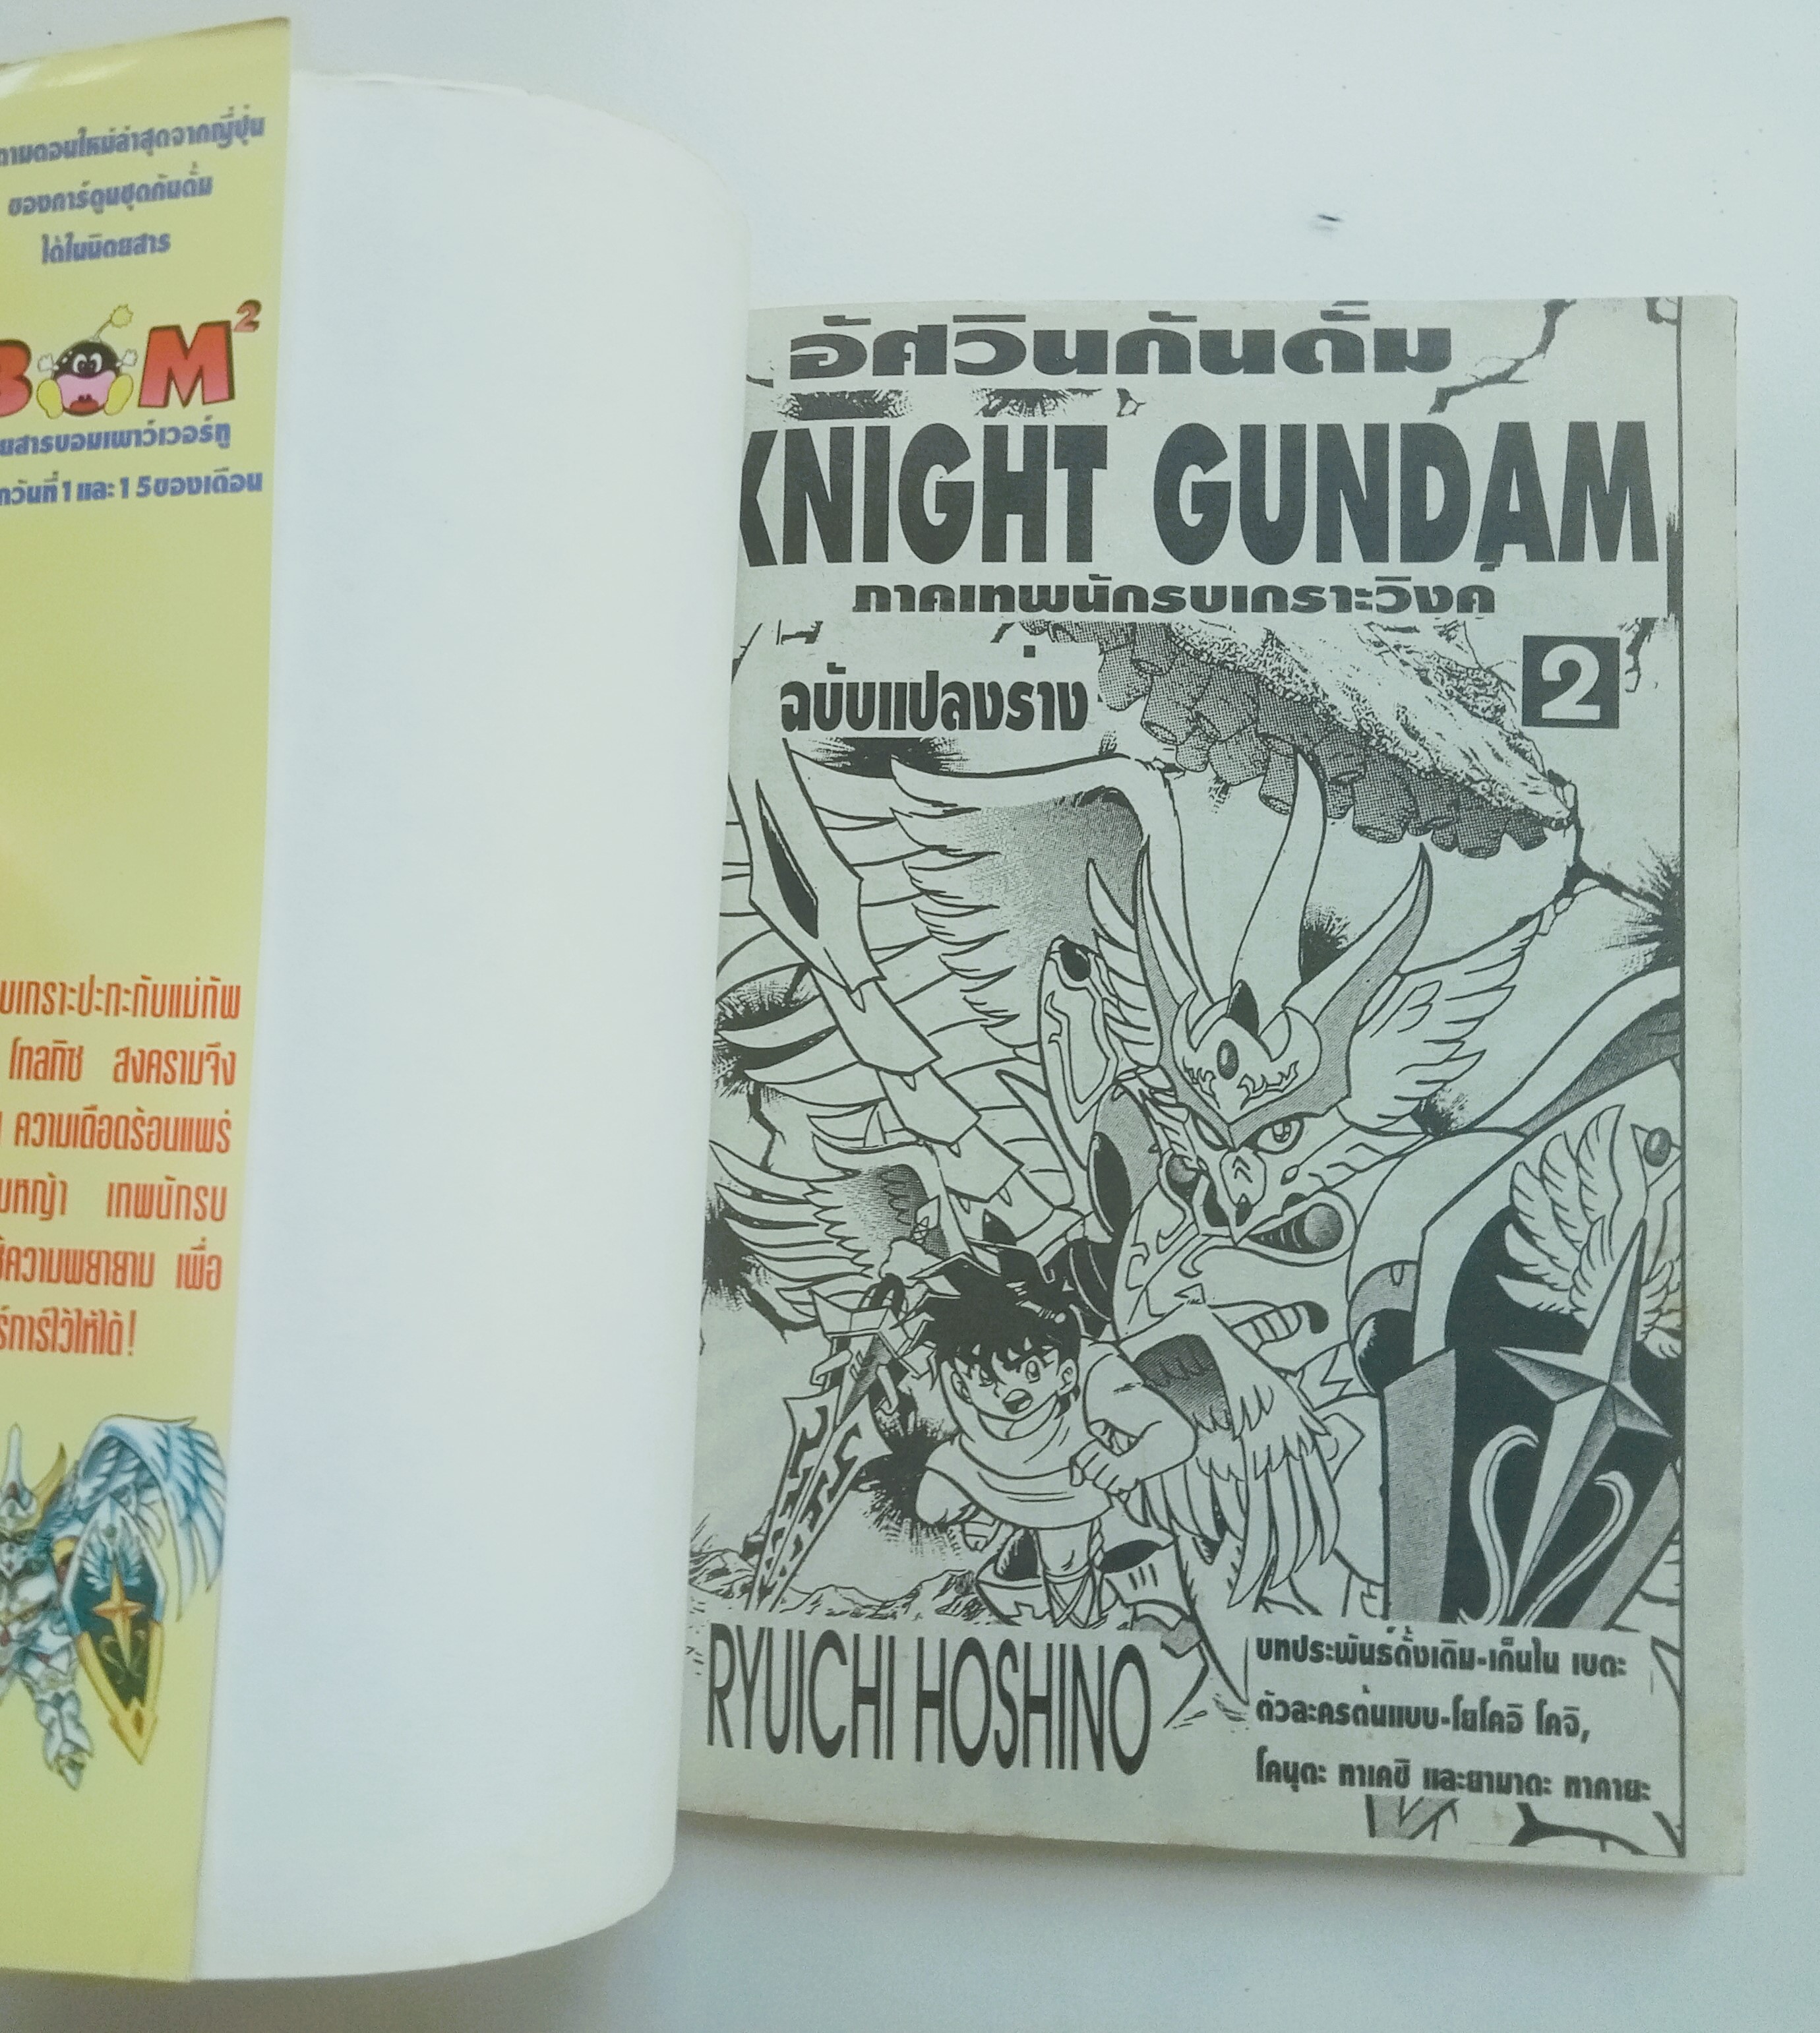 ตามตอนใหม่ล่าสุดจากญี่ปุ่น
ของการ์ตูนชุดกันดั้ม
ได้ในนิตยสาร
BOM2
ยสารบอมเพาว์เวอร์ทู
กวันที่ 1 และ 15 ของเดือน
บเกราะปะทะกับแม่ทัพ
โทลทิช สงครามจึง
ความเดือดร้อนแพร่
บหญ้า เทพนักรบ
ช้ความพยายาม เพื่อ
ร์การ์ไว้ให้ได้!
อัศวินกันดั้ม
KNIGHT GUNDAM
ภาคเทพนักรบเกราะวิงค์
ฉบับแปลงร่าง
2
RYUICHI HOSHINO
บทประพันธ์ดั้งเดิม-เก็นใน เบตะ
ตัวละครต้นแบบ-โยโคอิ โคจิ,
โคนุตะ ทาเคชิ และยามาดะ ทาคายะ